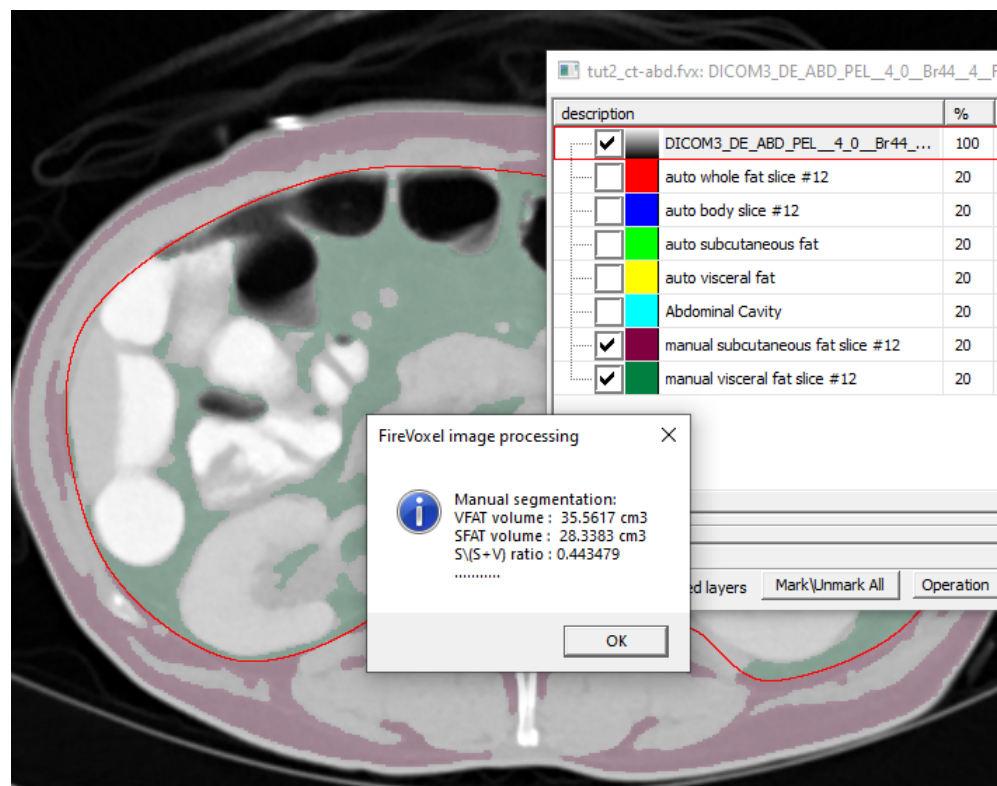 tut2_ct-abd.fvx: DICOM3_DE_ABD_PEL__4_0__Br44__4__F
description %
DICOM3_DE_ABD_PEL__4_0__Br44_... 100
auto whole fat slice #12 20
auto body slice #12 20
auto subcutaneous fat 20
auto visceral fat 20
Abdominal Cavity 20
manual subcutaneous fat slice #12 20
manual visceral fat slice #12 20
FireVoxel image processing
Manual segmentation:
VFAT volume : 35.5617 cm3
SFAT volume : 28.3383 cm3
S\(S+V) ratio : 0.443479
...........
OK
layers Mark\Unmark All Operation